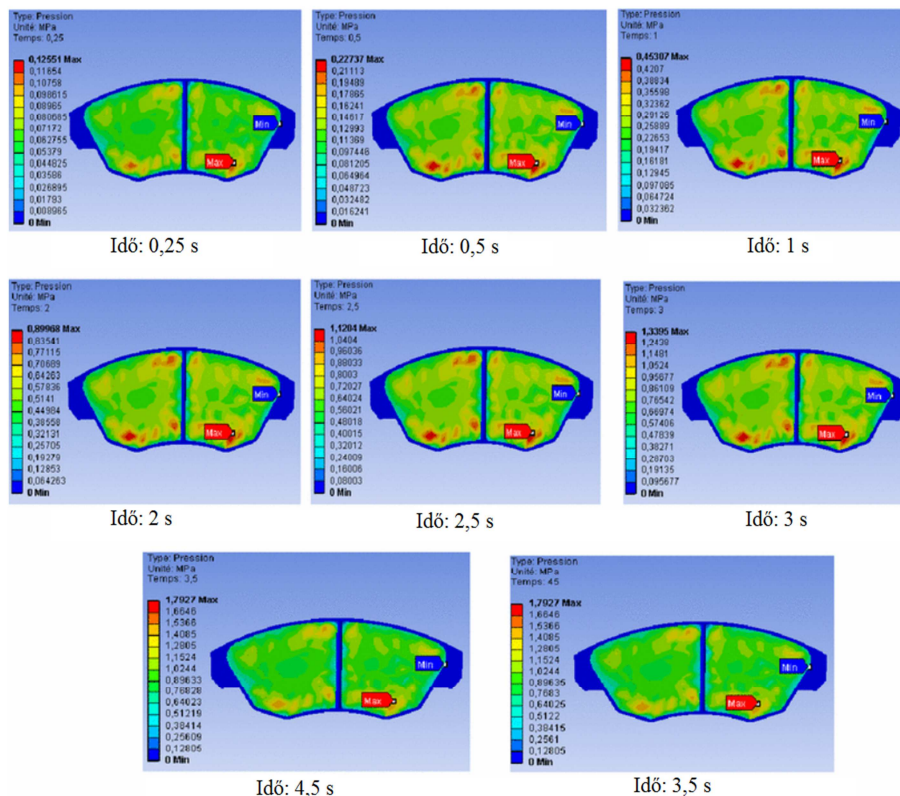 Type: Pression
Unité: MPa
Temps: 0,25
0,12551 Max
0,11654
0,10758
0,098615
0,08965
0,080685
0,07172
0,062755
0,05379
0,044825
0,03586
0,026895
0,01793
0,008965
0 Min
Min
Max
Idő: 0,25 s
Type: Pression
Unité: MPa
Temps: 0,5
0,22737 Max
0,21113
0,19489
0,17865
0,16241
0,14617
0,12993
0,11369
0,097446
0,081205
0,064964
0,048723
0,032482
0,016241
0 Min
Min
Max
Idő: 0,5 s
Type: Pression
Unité: MPa
Temps: 1
0,45307 Max
0,4207
0,38834
0,35598
0,32362
0,29126
0,25889
0,22653
0,19417
0,16181
0,12945
0,097085
0,064724
0,032362
0 Min
Min
Max
Idő: 1 s
Type: Pression
Unité: MPa
Temps: 2
0,89968 Max
0,83541
0,77115
0,70689
0,64263
0,57836
0,5141
0,44984
0,38558
0,32131
0,25705
0,19279
0,12853
0,064263
0 Min
Min
Max
Idő: 2 s
Type: Pression
Unité: MPa
Temps: 2,5
1,1204 Max
1,0404
0,96036
0,88033
0,8003
0,72027
0,64024
0,56021
0,48018
0,40015
0,32012
0,24009
0,16006
0,08003
0 Min
Min
Max
Idő: 2,5 s
Type: Pression
Unité: MPa
Temps: 3
1,3395 Max
1,2438
1,1481
1,0524
0,95677
0,86109
0,76542
0,66974
0,57406
0,47839
0,38271
0,28703
0,19135
0,095677
0 Min
Min
Max
Idő: 3 s
Type: Pression
Unité: MPa
Temps: 3,5
1,7927 Max
1,6646
1,5366
1,4085
1,2805
1,1524
1,0244
0,89633
0,76828
0,64023
0,51219
0,38414
0,25609
0,12805
0 Min
Min
Max
Idő: 4,5 s
Type: Pression
Unité: MPa
Temps: 45
1,7927 Max
1,6646
1,5366
1,4085
1,2805
1,1524
1,0244
0,89635
0,7683
0,64025
0,5122
0,38415
0,2561
0,12805
0 Min
Min
Max
Idő: 3,5 s